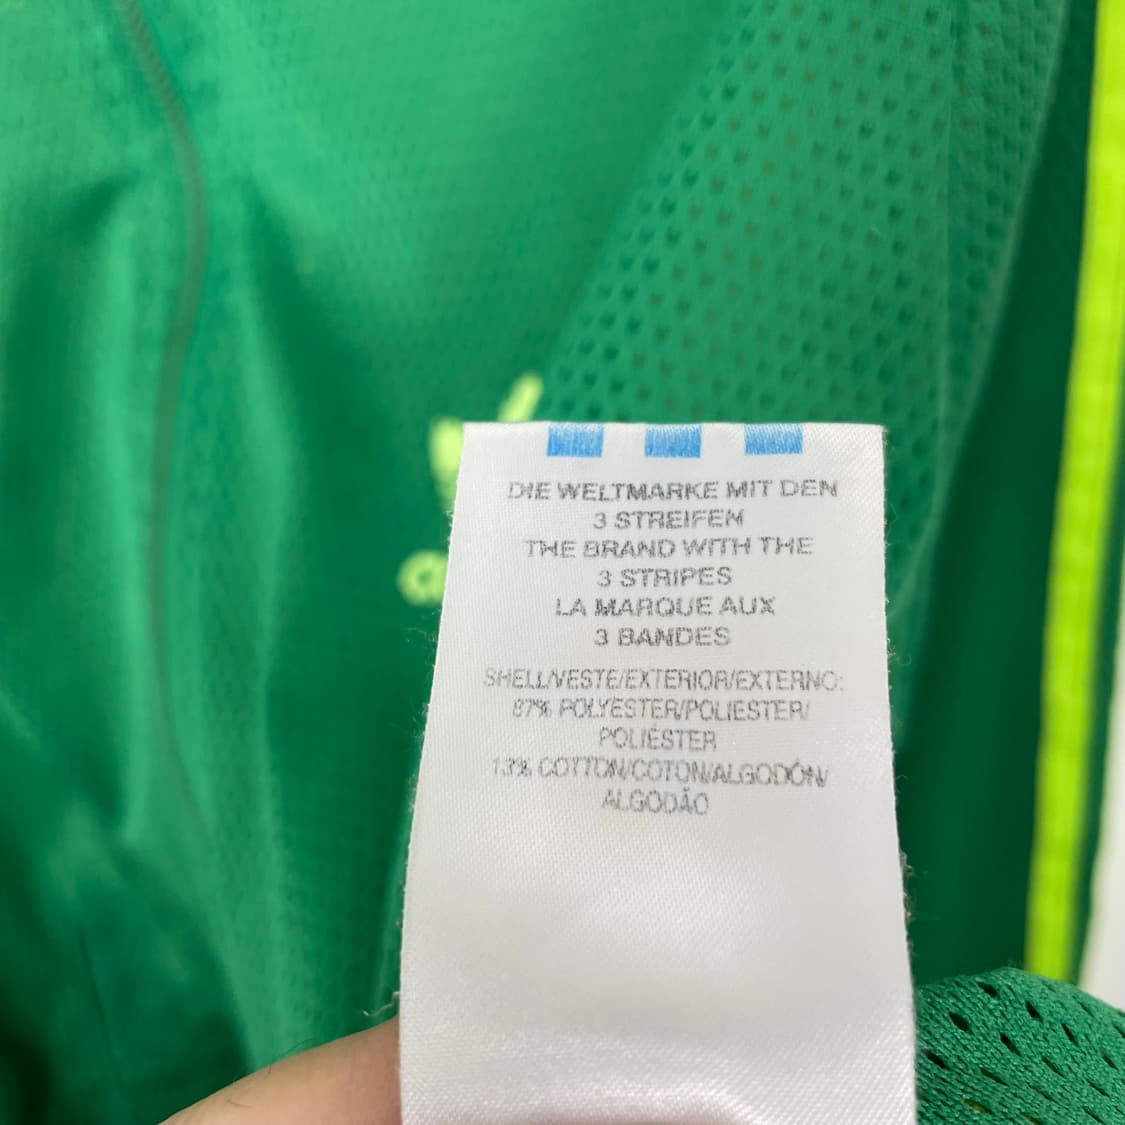 DIE WELTMARKE MIT DEN
3 STREIFEN
THE BRAND WITH THE
3 STRIPES
LA MARQUE AUX
3 BANDES
SHELL/VESTE/EXTERIOR/EXTERNO:
87% POLYESTER/POLIESTER/
POLIÉSTER
13% COTTON/COTON/ALGODÓN/
ALGODÃO